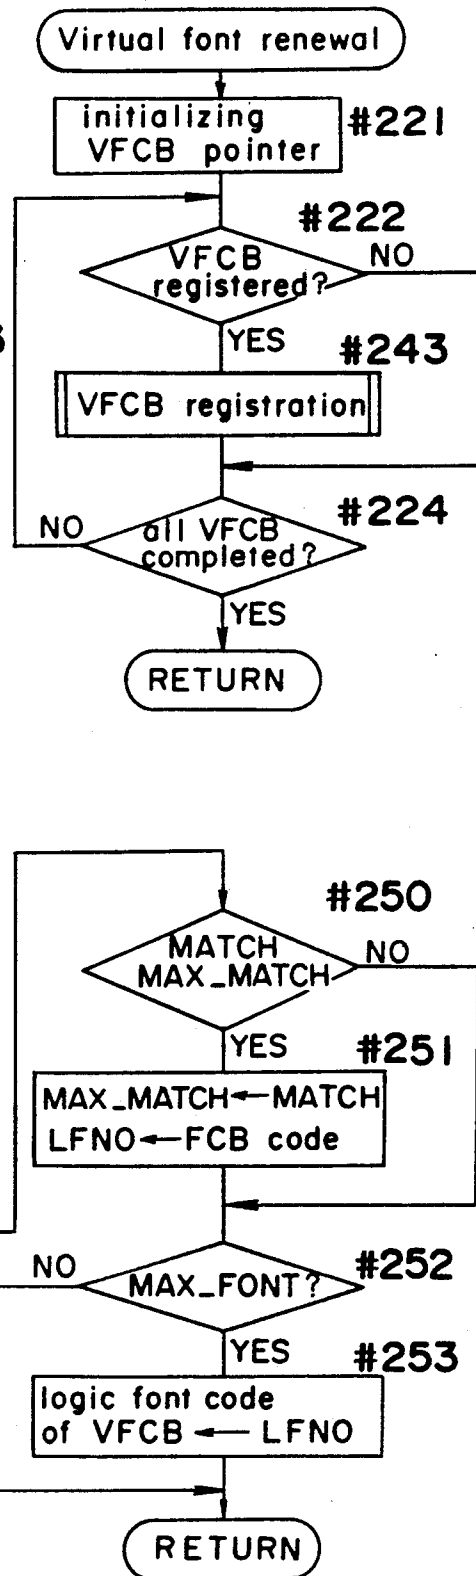 Virtual font renewal
initializing
VFCB pointer
#221
#222
VFCB
registered?
NO
YES
#243
VFCB registration
#224
all VFCB
completed?
NO
YES
RETURN
#250
MATCH
MAX_MATCH
NO
YES
#251
MAX_MATCH←MATCH
LFNO←FCB code
#252
MAX_FONT?
NO
YES
#253
logic font code
of VFCB ← LFNO
RETURN